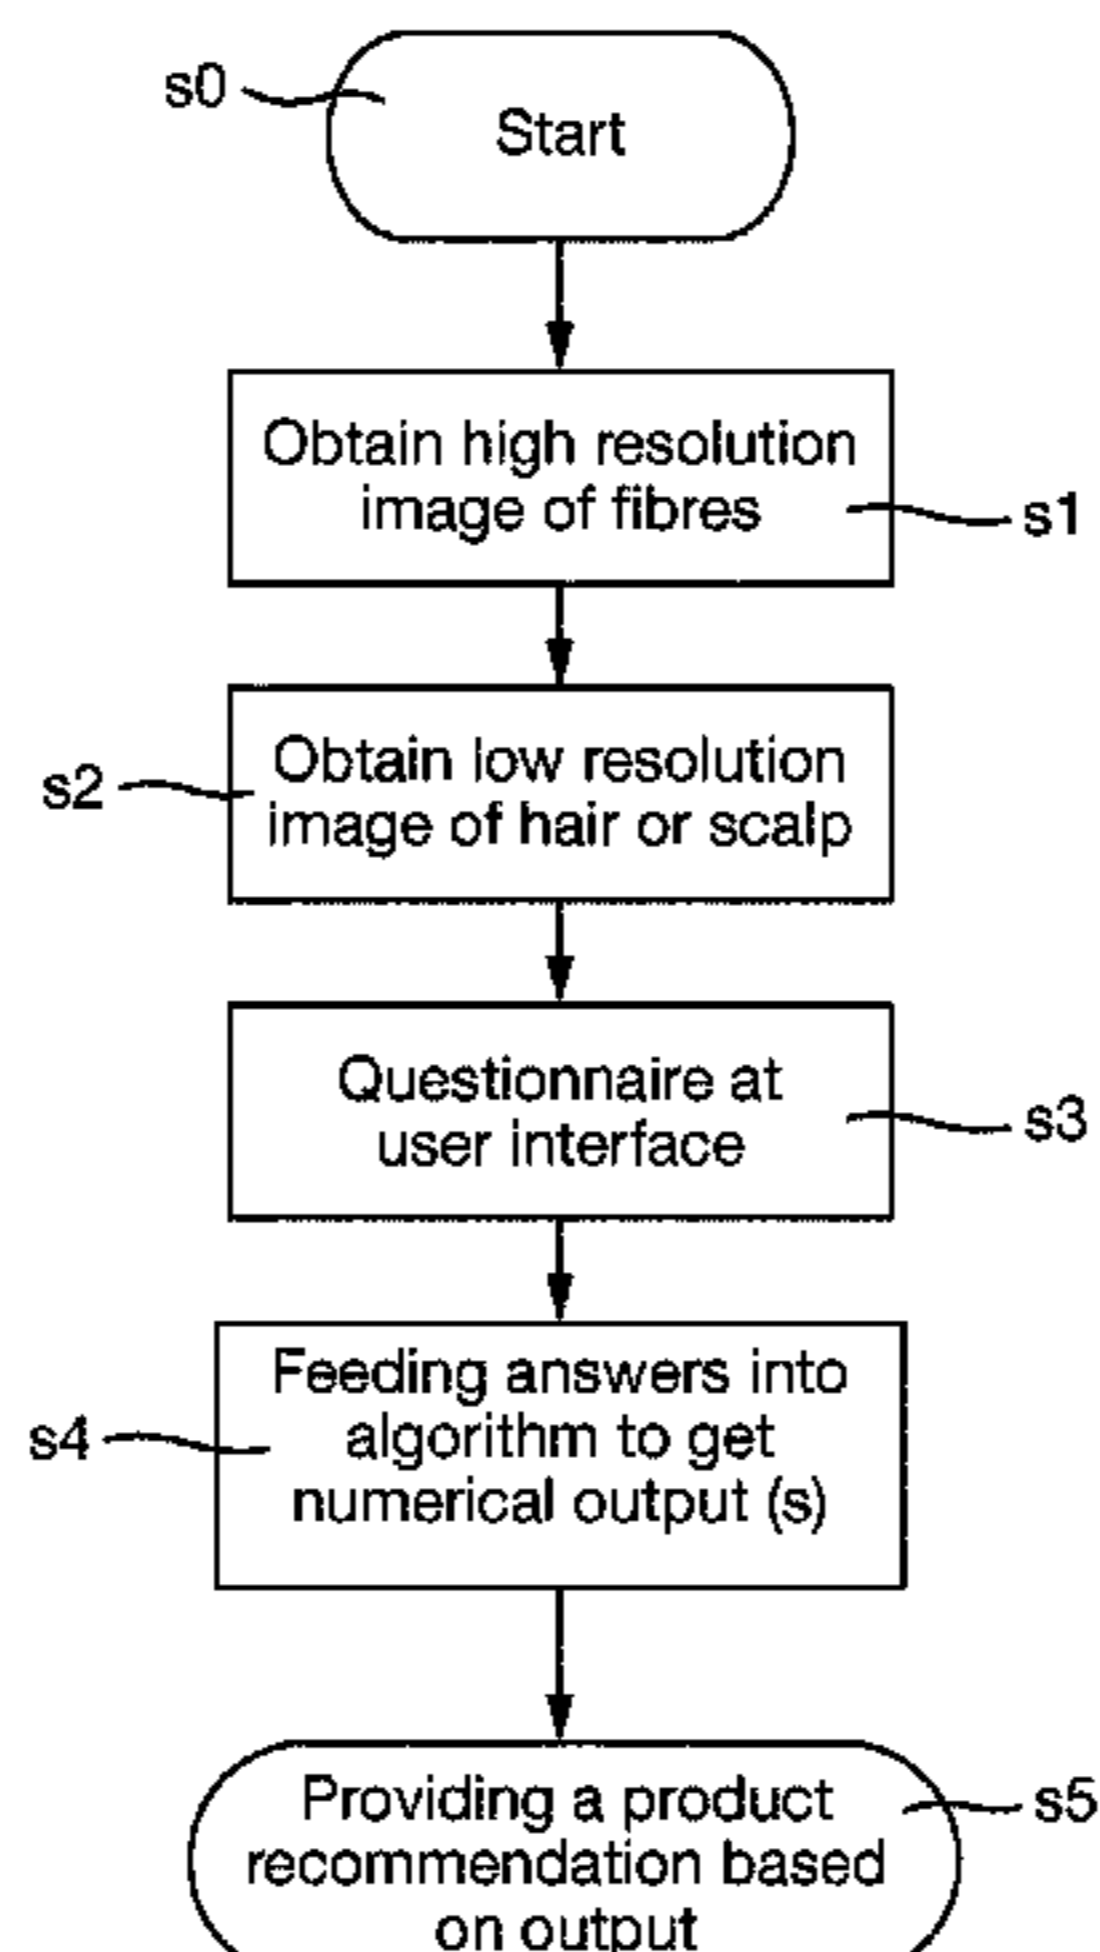 s0
Start
Obtain high resolution
image of fibres
s1
s2
Obtain low resolution
image of hair or scalp
Questionnaire at
user interface
s3
s4
Feeding answers into
algorithm to get
numerical output (s)
Providing a product
s5
recommendation based
on output